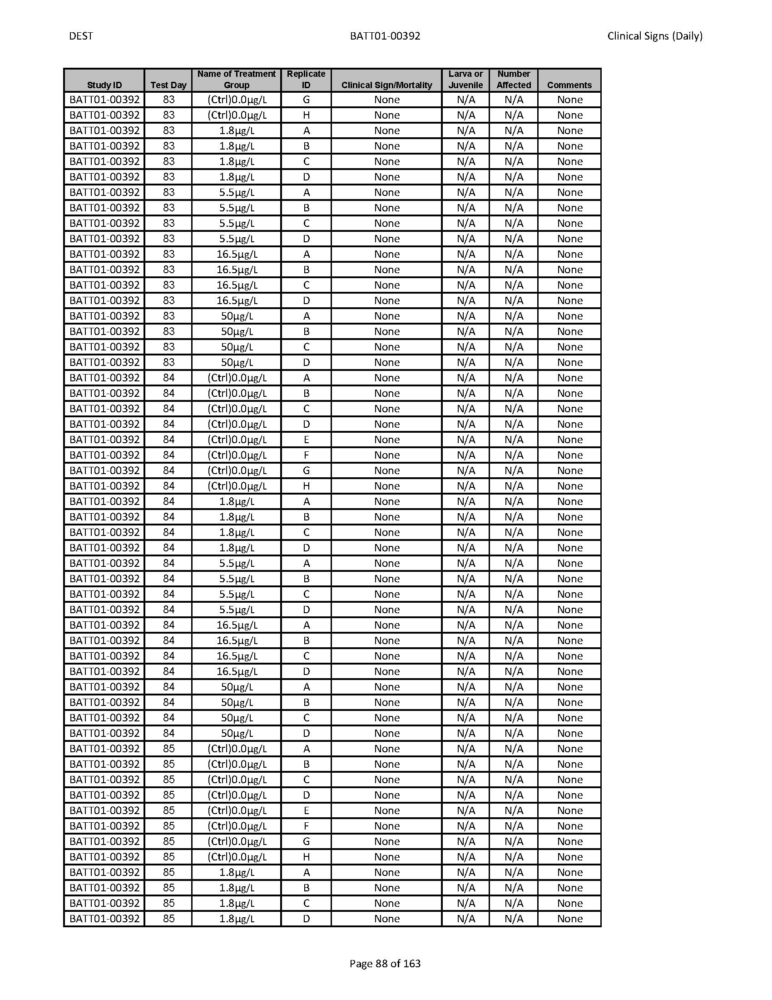 DEST BATT01-00392 Clinical Signs (Daily)
Study ID Test Day Name of Treatment Group Replicate ID Clinical Sign/Mortality Larva or Juvenile Number Affected Comments
BATT01-00392 83 (Ctrl)0.0µg/L G None N/A N/A None
BATT01-00392 83 (Ctrl)0.0µg/L H None N/A N/A None
BATT01-00392 83 1.8µg/L A None N/A N/A None
BATT01-00392 83 1.8µg/L B None N/A N/A None
BATT01-00392 83 1.8µg/L C None N/A N/A None
BATT01-00392 83 1.8µg/L D None N/A N/A None
BATT01-00392 83 5.5µg/L A None N/A N/A None
BATT01-00392 83 5.5µg/L B None N/A N/A None
BATT01-00392 83 5.5µg/L C None N/A N/A None
BATT01-00392 83 5.5µg/L D None N/A N/A None
BATT01-00392 83 16.5µg/L A None N/A N/A None
BATT01-00392 83 16.5µg/L B None N/A N/A None
BATT01-00392 83 16.5µg/L C None N/A N/A None
BATT01-00392 83 16.5µg/L D None N/A N/A None
BATT01-00392 83 50µg/L A None N/A N/A None
BATT01-00392 83 50µg/L B None N/A N/A None
BATT01-00392 83 50µg/L C None N/A N/A None
BATT01-00392 83 50µg/L D None N/A N/A None
BATT01-00392 84 (Ctrl)0.0µg/L A None N/A N/A None
BATT01-00392 84 (Ctrl)0.0µg/L B None N/A N/A None
BATT01-00392 84 (Ctrl)0.0µg/L C None N/A N/A None
BATT01-00392 84 (Ctrl)0.0µg/L D None N/A N/A None
BATT01-00392 84 (Ctrl)0.0µg/L E None N/A N/A None
BATT01-00392 84 (Ctrl)0.0µg/L F None N/A N/A None
BATT01-00392 84 (Ctrl)0.0µg/L G None N/A N/A None
BATT01-00392 84 (Ctrl)0.0µg/L H None N/A N/A None
BATT01-00392 84 1.8µg/L A None N/A N/A None
BATT01-00392 84 1.8µg/L B None N/A N/A None
BATT01-00392 84 1.8µg/L C None N/A N/A None
BATT01-00392 84 1.8µg/L D None N/A N/A None
BATT01-00392 84 5.5µg/L A None N/A N/A None
BATT01-00392 84 5.5µg/L B None N/A N/A None
BATT01-00392 84 5.5µg/L C None N/A N/A None
BATT01-00392 84 5.5µg/L D None N/A N/A None
BATT01-00392 84 16.5µg/L A None N/A N/A None
BATT01-00392 84 16.5µg/L B None N/A N/A None
BATT01-00392 84 16.5µg/L C None N/A N/A None
BATT01-00392 84 16.5µg/L D None N/A N/A None
BATT01-00392 84 50µg/L A None N/A N/A None
BATT01-00392 84 50µg/L B None N/A N/A None
BATT01-00392 84 50µg/L C None N/A N/A None
BATT01-00392 84 50µg/L D None N/A N/A None
BATT01-00392 85 (Ctrl)0.0µg/L A None N/A N/A None
BATT01-00392 85 (Ctrl)0.0µg/L B None N/A N/A None
BATT01-00392 85 (Ctrl)0.0µg/L C None N/A N/A None
BATT01-00392 85 (Ctrl)0.0µg/L D None N/A N/A None
BATT01-00392 85 (Ctrl)0.0µg/L E None N/A N/A None
BATT01-00392 85 (Ctrl)0.0µg/L F None N/A N/A None
BATT01-00392 85 (Ctrl)0.0µg/L G None N/A N/A None
BATT01-00392 85 (Ctrl)0.0µg/L H None N/A N/A None
BATT01-00392 85 1.8µg/L A None N/A N/A None
BATT01-00392 85 1.8µg/L B None N/A N/A None
BATT01-00392 85 1.8µg/L C None N/A N/A None
BATT01-00392 85 1.8µg/L D None N/A N/A None
Page 88 of 163